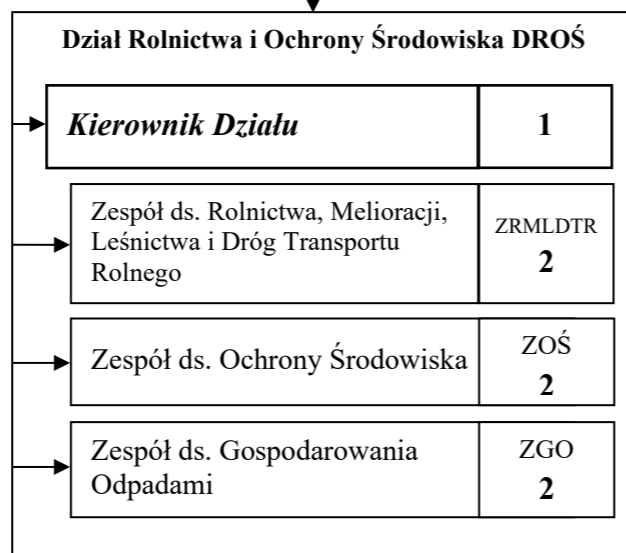 Dział Rolnictwa i Ochrony Środowiska DROŚ
Kierownik Działu
1
Zespół ds. Rolnictwa, Melioracji,
Leśnictwa i Dróg Transportu
Rolnego
ZRMLDTR
2
Zespół ds. Ochrony Środowiska
ZOŚ
2
Zespół ds. Gospodarowania
Odpadami
ZGO
2